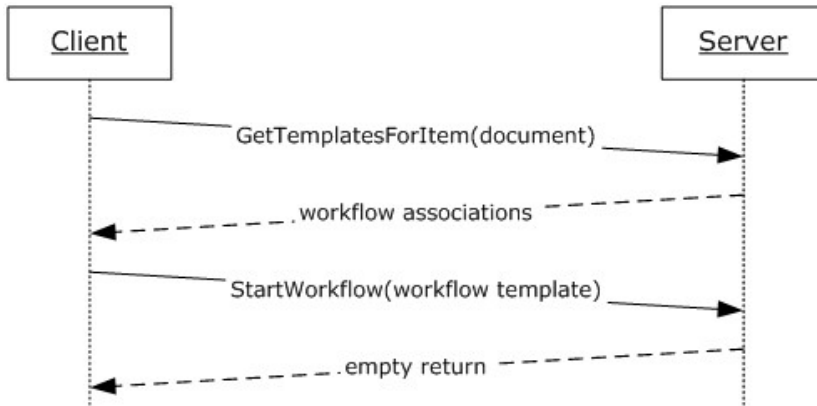 Client
Server
GetTemplatesForItem(document)
workflow associations
StartWorkflow(workflow template)
empty return